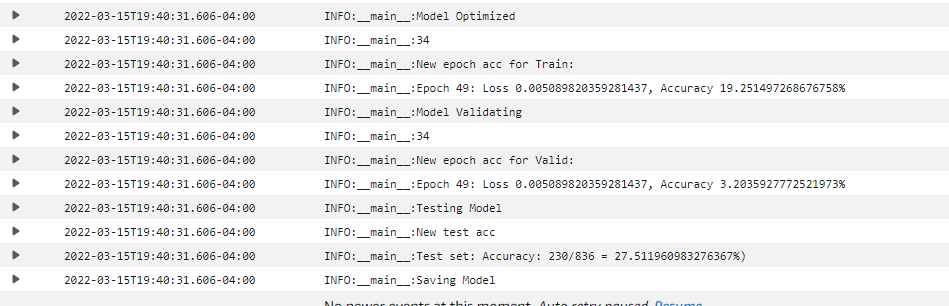 2022-03-15T19:40:31.606-04:00 INFO:__main__:Model Optimized
2022-03-15T19:40:31.606-04:00 INFO:__main__:34
2022-03-15T19:40:31.606-04:00 INFO:__main__:New epoch acc for Train:
2022-03-15T19:40:31.606-04:00 INFO:__main__:Epoch 49: Loss 0.005089820359281437, Accuracy 19.251497268676758%
2022-03-15T19:40:31.606-04:00 INFO:__main__:Model Validating
2022-03-15T19:40:31.606-04:00 INFO:__main__:34
2022-03-15T19:40:31.606-04:00 INFO:__main__:New epoch acc for Valid:
2022-03-15T19:40:31.606-04:00 INFO:__main__:Epoch 49: Loss 0.005089820359281437, Accuracy 3.2035927772521973%
2022-03-15T19:40:31.606-04:00 INFO:__main__:Testing Model
2022-03-15T19:40:31.606-04:00 INFO:__main__:New test acc
2022-03-15T19:40:31.606-04:00 INFO:__main__:Test set: Accuracy: 230/836 = 27.511960983276367%)
2022-03-15T19:40:31.606-04:00 INFO:__main__:Saving Model
No newer events at this moment. Auto retry paused. Resume